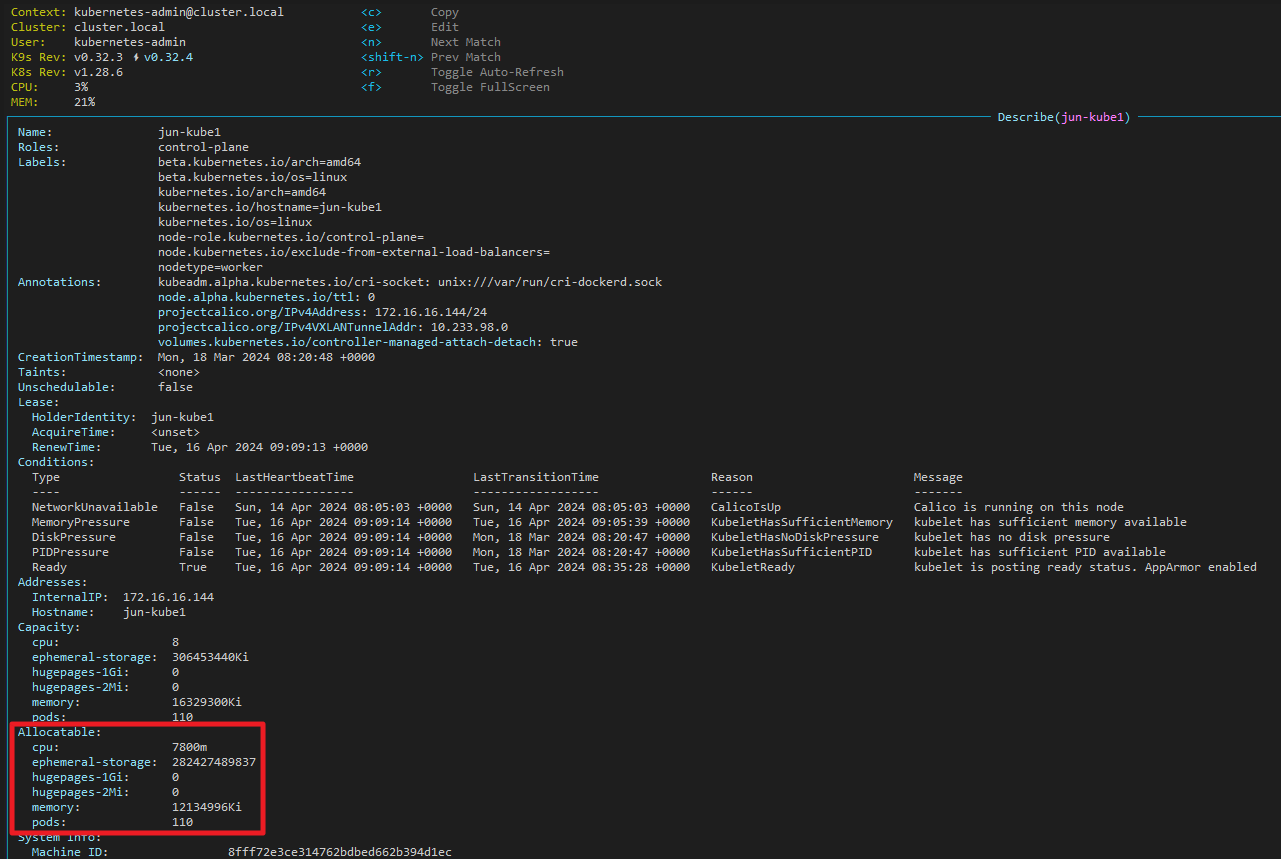 Context: kubernetes-admin@cluster.local <c> Copy
Cluster: cluster.local <e> Edit
User: kubernetes-admin <n> Next Match
K9s Rev: v0.32.3 ⚡v0.32.4 <shift-n> Prev Match
K8s Rev: v1.28.6 <r> Toggle Auto-Refresh
CPU: 3% <f> Toggle FullScreen
MEM: 21%
Describe(jun-kube1)
Name: jun-kube1
Roles: control-plane
Labels: beta.kubernetes.io/arch=amd64
beta.kubernetes.io/os=linux
kubernetes.io/arch=amd64
kubernetes.io/hostname=jun-kube1
kubernetes.io/os=linux
node-role.kubernetes.io/control-plane=
node.kubernetes.io/exclude-from-external-load-balancers=
nodetype=worker
Annotations: kubeadm.alpha.kubernetes.io/cri-socket: unix:///var/run/cri-dockerd.sock
node.alpha.kubernetes.io/ttl: 0
projectcalico.org/IPv4Address: 172.16.16.144/24
projectcalico.org/IPv4VXLANTunnelAddr: 10.233.98.0
volumes.kubernetes.io/controller-managed-attach-detach: true
CreationTimestamp: Mon, 18 Mar 2024 08:20:48 +0000
Taints: <none>
Unschedulable: false
Lease:
HolderIdentity: jun-kube1
AcquireTime: <unset>
RenewTime: Tue, 16 Apr 2024 09:09:13 +0000
Conditions:
Type Status LastHeartbeatTime LastTransitionTime Reason Message
---- ------ ----------------- ------------------ ------ -------
NetworkUnavailable False Sun, 14 Apr 2024 08:05:03 +0000 Sun, 14 Apr 2024 08:05:03 +0000 CalicoIsUp Calico is running on this node
MemoryPressure False Tue, 16 Apr 2024 09:09:14 +0000 Tue, 16 Apr 2024 09:05:39 +0000 KubeletHasSufficientMemory kubelet has sufficient memory available
DiskPressure False Tue, 16 Apr 2024 09:09:14 +0000 Mon, 18 Mar 2024 08:20:47 +0000 KubeletHasNoDiskPressure kubelet has no disk pressure
PIDPressure False Tue, 16 Apr 2024 09:09:14 +0000 Mon, 18 Mar 2024 08:20:47 +0000 KubeletHasSufficientPID kubelet has sufficient PID available
Ready True Tue, 16 Apr 2024 09:09:14 +0000 Tue, 16 Apr 2024 08:35:28 +0000 KubeletReady kubelet is posting ready status. AppArmor enabled
Addresses:
InternalIP: 172.16.16.144
Hostname: jun-kube1
Capacity:
cpu: 8
ephemeral-storage: 306453440Ki
hugepages-1Gi: 0
hugepages-2Mi: 0
memory: 16329300Ki
pods: 110
Allocatable:
cpu: 7800m
ephemeral-storage: 282427489837
hugepages-1Gi: 0
hugepages-2Mi: 0
memory: 12134996Ki
pods: 110
System Info:
Machine ID: 8fff72e3ce314762bdbed662b394d1ec